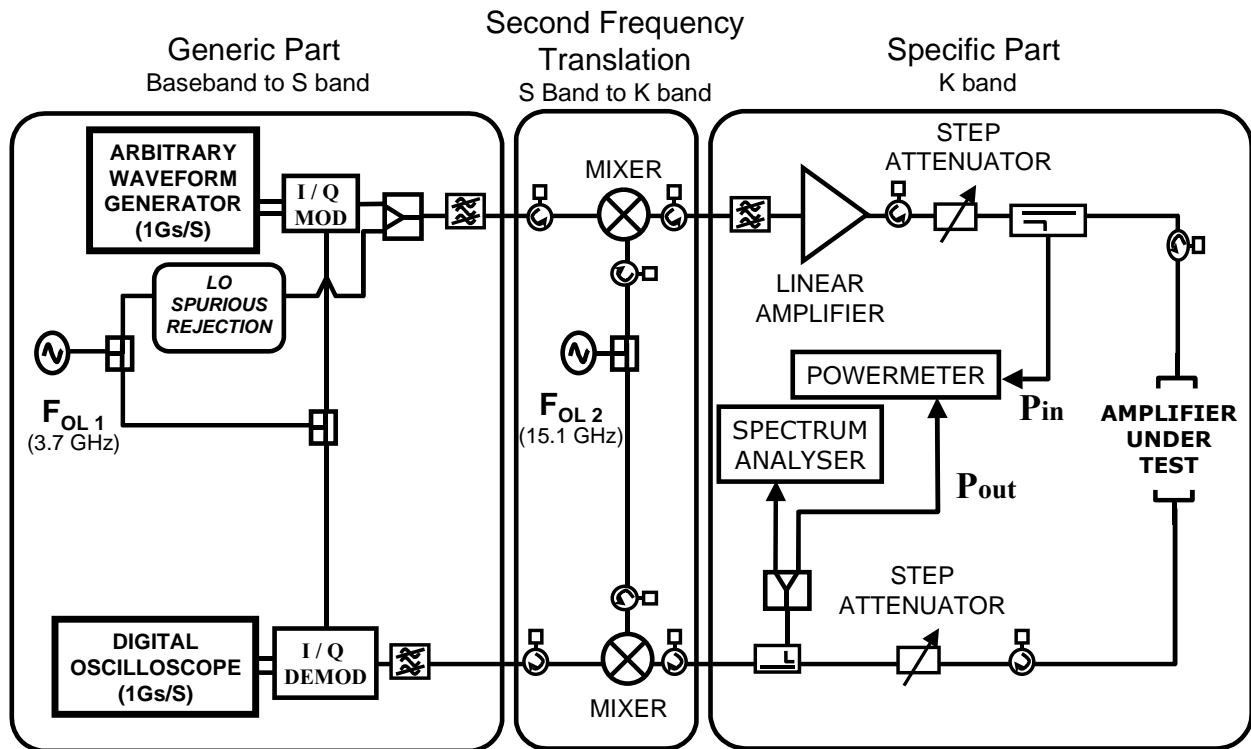 Generic Part
Baseband to S band
Second Frequency
Translation
S Band to K band
Specific Part
K band
ARBITRARY
WAVEFORM
GENERATOR
(1Gs/S)
I / Q
MOD
LO
SPURIOUS
REJECTION
F OL 1
(3.7 GHz)
DIGITAL
OSCILLOSCOPE
(1Gs/S)
I / Q
DEMOD
MIXER
F OL 2
(15.1 GHz)
MIXER
STEP
ATTENUATOR
LINEAR
AMPLIFIER
POWERMETER
Pin
SPECTRUM
ANALYSER
Pout
AMPLIFIER
UNDER
TEST
STEP
ATTENUATOR